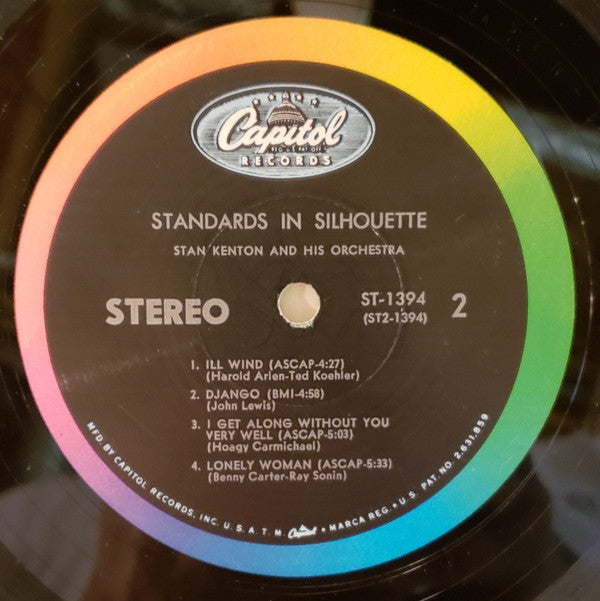 Capitol
REG. U.S. PAT. OFF.
RECORDS
STANDARDS IN SILHOUETTE
STAN KENTON AND HIS ORCHESTRA
STEREO
ST-1394
(ST2-1394)
2
1. ILL WIND (ASCAP-4:27)
(Harold Arlen-Ted Koehler)
2. DJANGO (BMI-4:58)
(John Lewis)
3. I GET ALONG WITHOUT YOU
VERY WELL (ASCAP-5:03)
(Hoagy Carmichael)
4. LONELY WOMAN (ASCAP-5:33)
(Benny Carter-Ray Sonin)
MFD. BY CAPITOL RECORDS, INC. U.S.A. T.M. Capitol • MARCA REG. • U.S. PAT. NO. 2,631,859